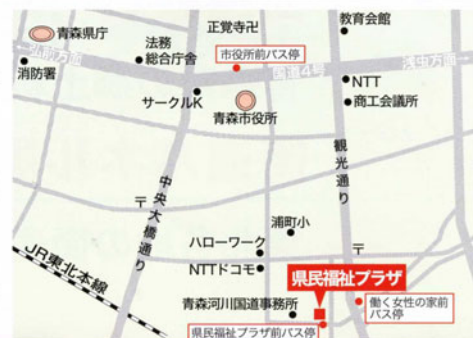 青森県庁
法務
総合庁舎
正覚寺卍
教育会館
市役所前バス停
←弘前方面
国道4号
浅虫方面→
消防署
サークルK
青森市役所
NTT
商工会議所
観光通り
中央大橋通り
〒
浦町小
ハローワーク
〒
NTTドコモ
JR東北本線
県民福祉プラザ
青森河川国道事務所
働く女性の家前
バス停
県民福祉プラザ前バス停